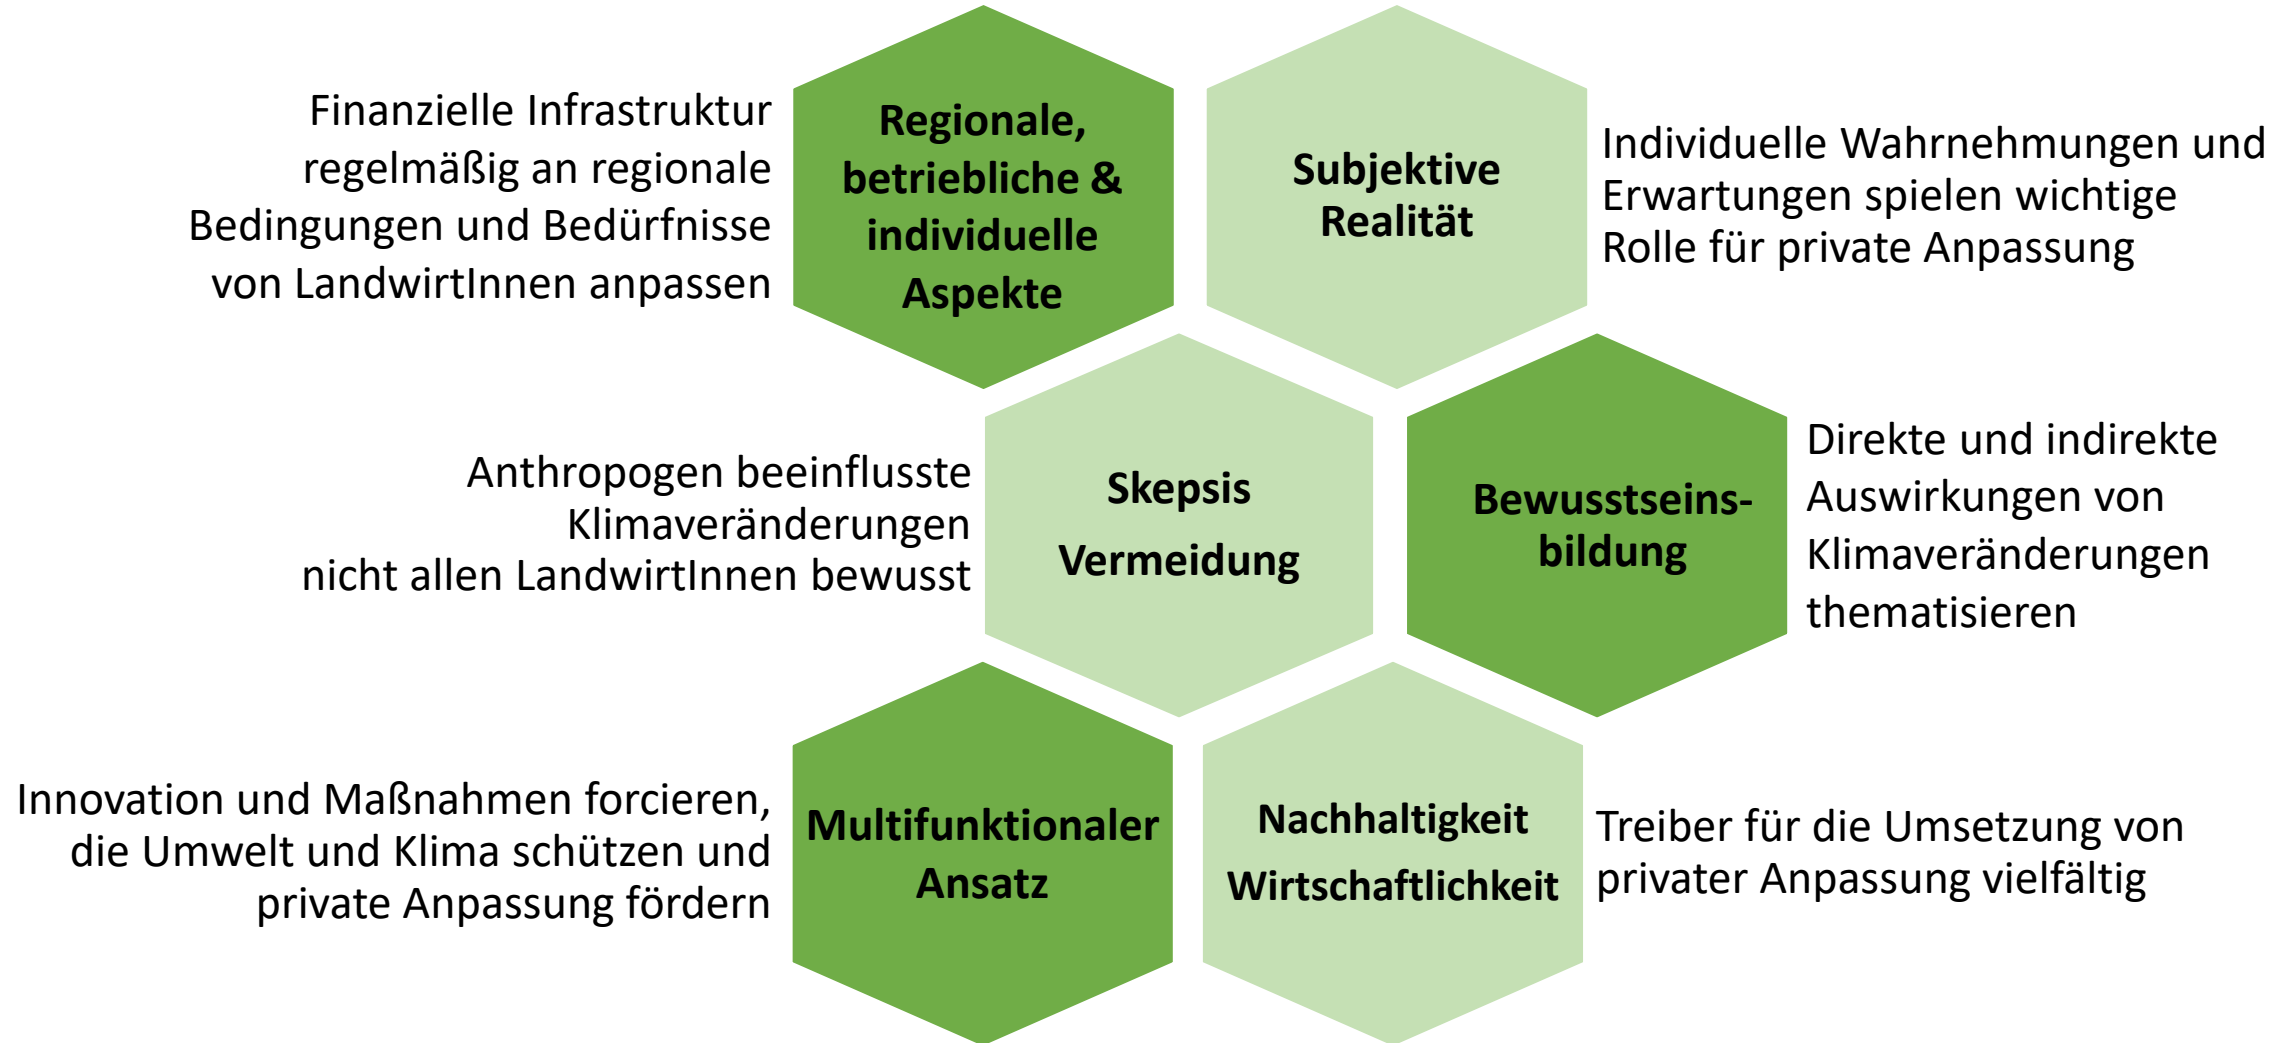 Finanzielle Infrastruktur
regelmäßig an regionale
Bedingungen und Bedürfnisse
von LandwirtInnen anpassen
Regionale,
betriebliche &
individuelle
Aspekte
Subjektive
Realität
Individuelle Wahrnehmungen und
Erwartungen spielen wichtige
Rolle für private Anpassung
Anthropogen beeinflusste
Klimaveränderungen
nicht allen LandwirtInnen bewusst
Skepsis
Vermeidung
Bewusstseins-
bildung
Direkte und indirekte
Auswirkungen von
Klimaveränderungen
thematisieren
Innovation und Maßnahmen forcieren,
die Umwelt und Klima schützen und
private Anpassung fördern
Multifunktionaler
Ansatz
Nachhaltigkeit
Wirtschaftlichkeit
Treiber für die Umsetzung von
privater Anpassung vielfältig